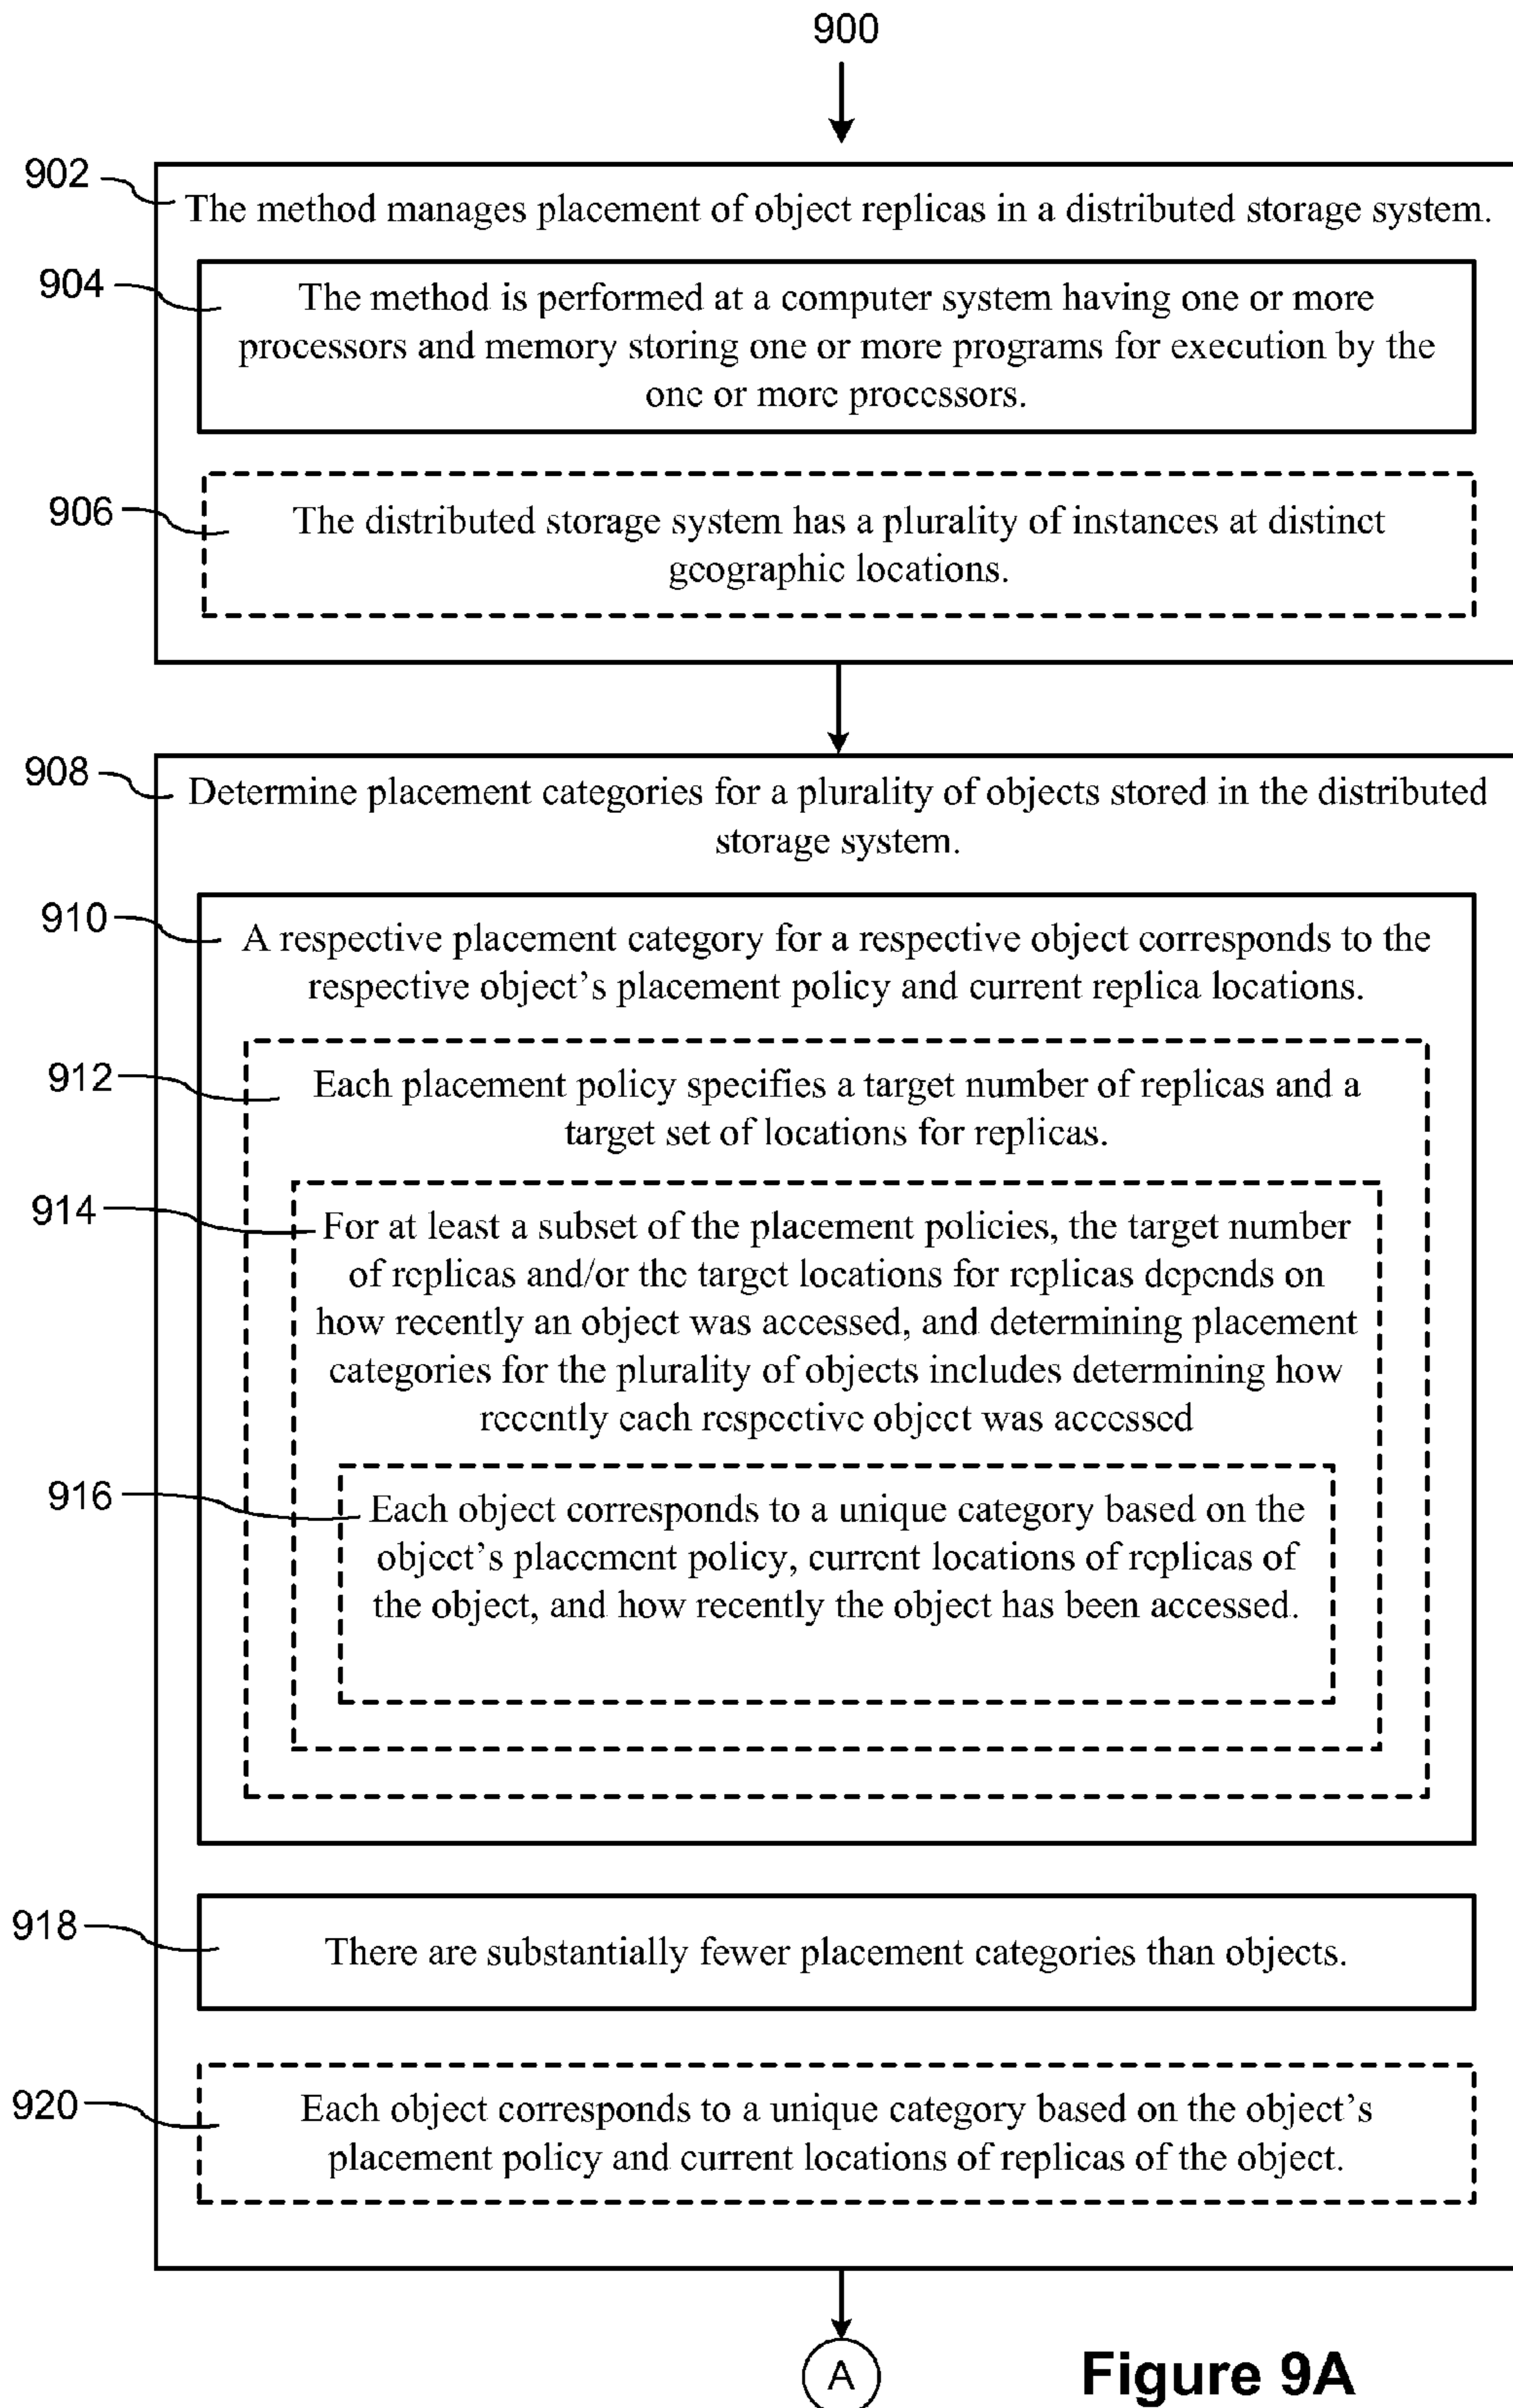 900
902
The method manages placement of object replicas in a distributed storage system.
904
The method is performed at a computer system having one or more
processors and memory storing one or more programs for execution by the
one or more processors.
906
The distributed storage system has a plurality of instances at distinct
geographic locations.
908
Determine placement categories for a plurality of objects stored in the distributed
storage system.
910
A respective placement category for a respective object corresponds to the
respective object's placement policy and current replica locations.
912
Each placement policy specifies a target number of replicas and a
target set of locations for replicas.
914
For at least a subset of the placement policies, the target number
of replicas and/or the target locations for replicas depends on
how recently an object was accessed, and determining placement
categories for the plurality of objects includes determining how
recently each respective object was accessed
916
Each object corresponds to a unique category based on the
object's placement policy, current locations of replicas of
the object, and how recently the object has been accessed.
918
There are substantially fewer placement categories than objects.
920
Each object corresponds to a unique category based on the object's
placement policy and current locations of replicas of the object.
A
Figure 9A